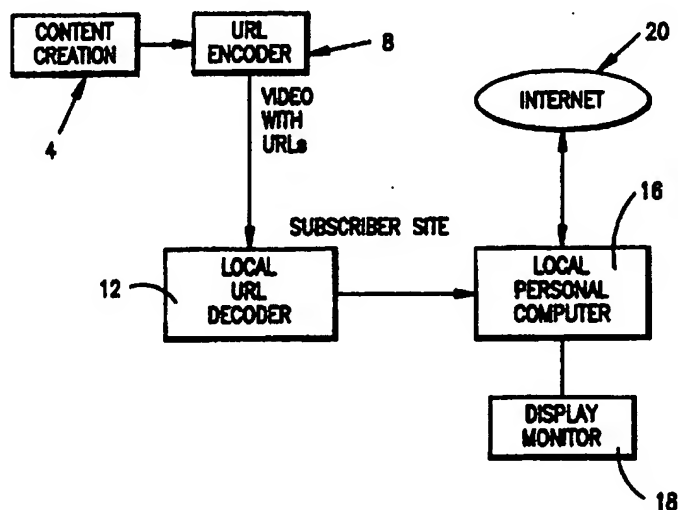 CONTENT
CREATION
URL
ENCODER
8
20
INTERNET
4
VIDEO
WITH
URLs
SUBSCRIBER SITE
16
12
LOCAL
URL
DECODER
LOCAL
PERSONAL
COMPUTER
DISPLAY
MONITOR
18